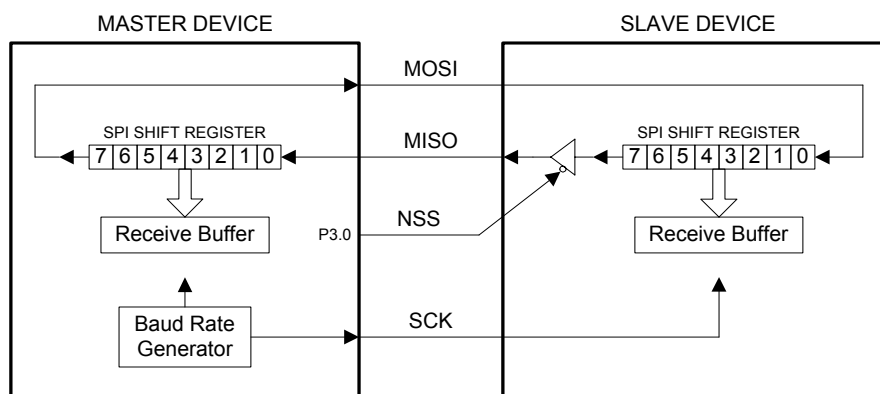 MASTER DEVICE
SLAVE DEVICE
MOSI
SPI SHIFT REGISTER
7 6 5 4 3 2 1 0
MISO
SPI SHIFT REGISTER
7 6 5 4 3 2 1 0
Receive Buffer
P3.0
NSS
Receive Buffer
Baud Rate
Generator
SCK